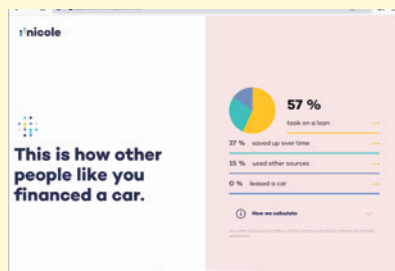 nicole
57 %
took on a loan
27 % saved up over time
15 % used other sources
0 % leased a car
This is how other
people like you
financed a car.
How we calculate